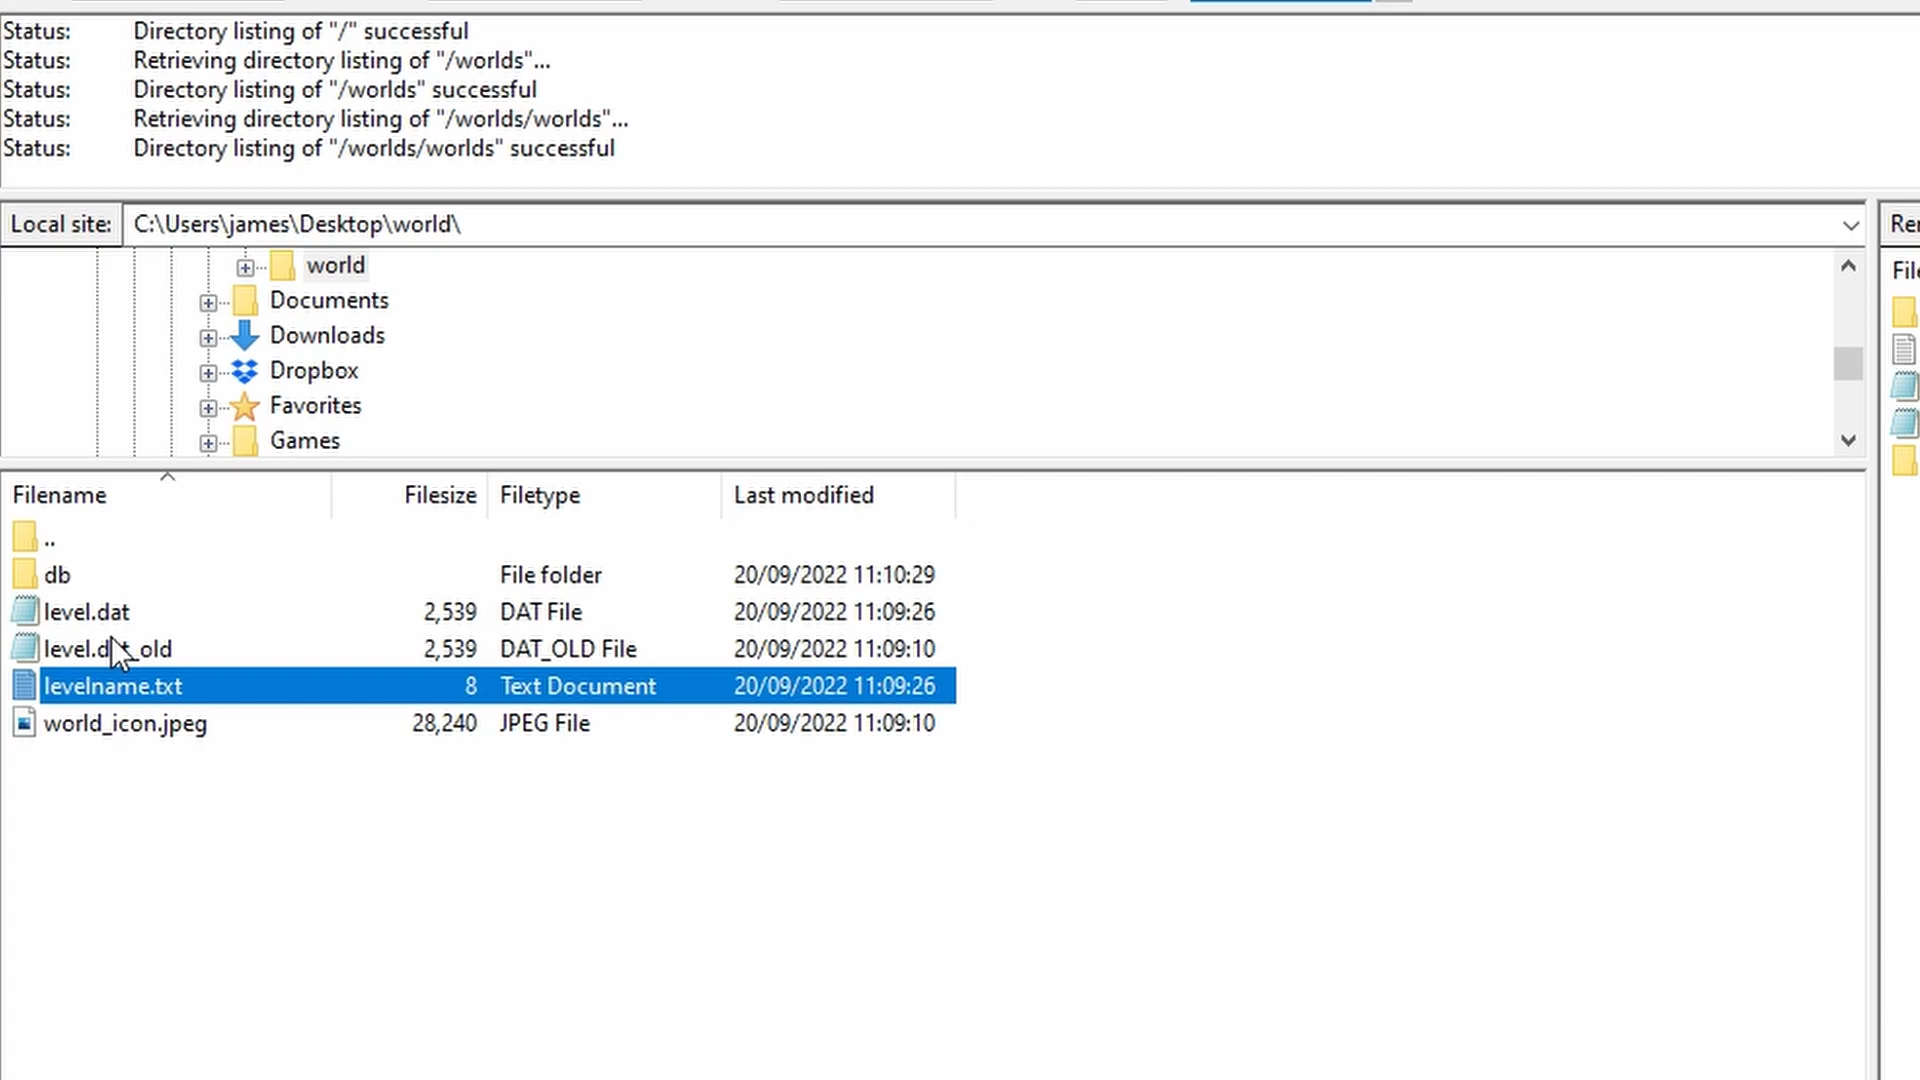 Status: Directory listing of "/" successful
Status: Retrieving directory listing of "/worlds"...
Status: Directory listing of "/worlds" successful
Status: Retrieving directory listing of "/worlds/worlds"...
Status: Directory listing of "/worlds/worlds" successful
Local site: C:\Users\james\Desktop\world\
world
Documents
Downloads
Dropbox
Favorites
Games
Filename Filesize Filetype Last modified
..
db File folder 20/09/2022 11:10:29
level.dat 2,539 DAT File 20/09/2022 11:09:26
level.dat_old 2,539 DAT_OLD File 20/09/2022 11:09:10
levelname.txt 8 Text Document 20/09/2022 11:09:26
world_icon.jpeg 28,240 JPEG File 20/09/2022 11:09:10